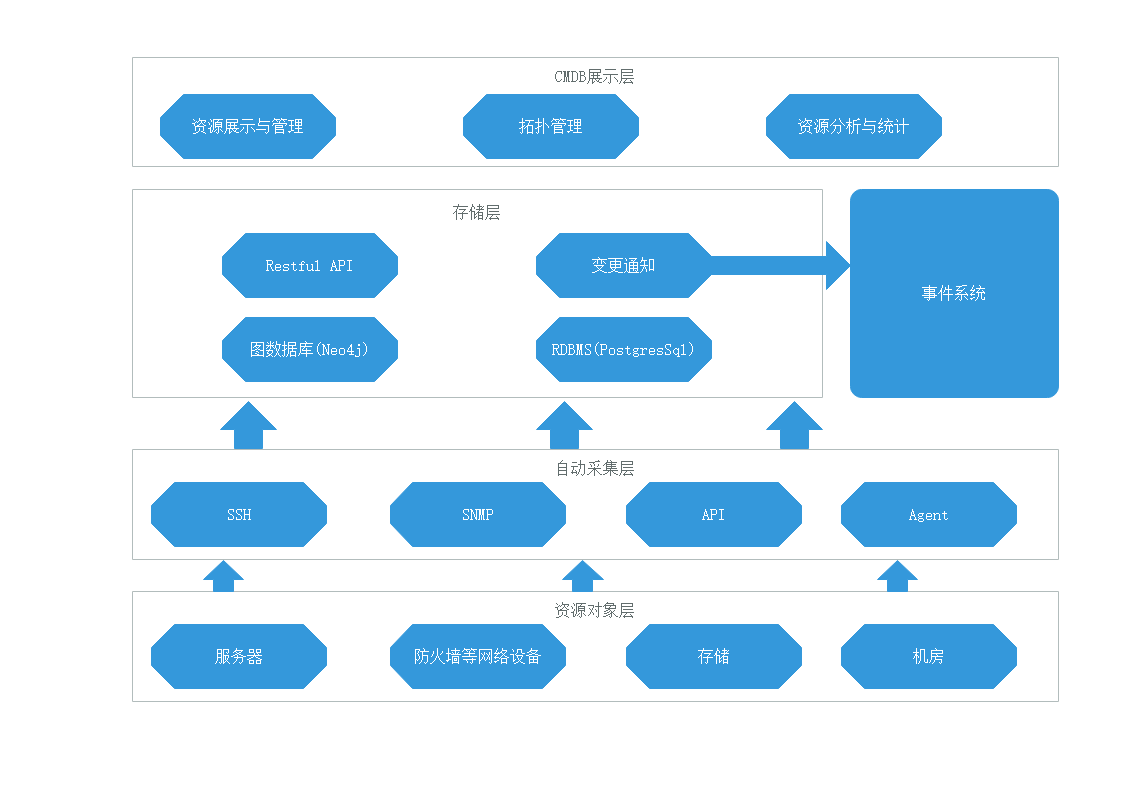 CMDB展示层
资源展示与管理
拓扑管理
资源分析与统计
存储层
Restful API
变更通知
事件系统
图数据库(Neo4j)
RDBMS(PostgresSql)
自动采集层
SSH
SNMP
API
Agent
资源对象层
服务器
防火墙等网络设备
存储
机房